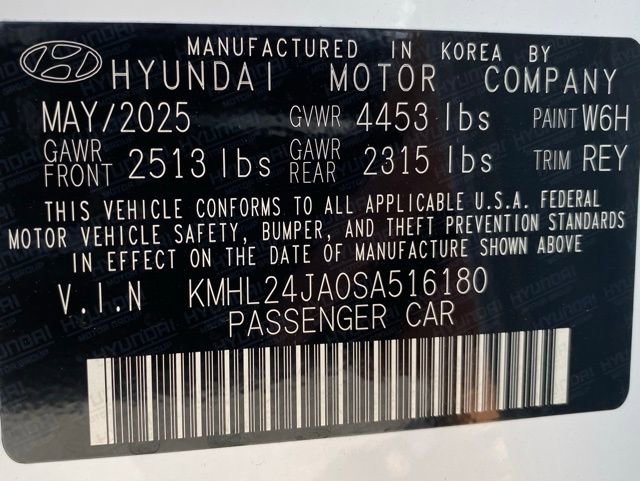 MANUFACTURED IN KOREA BY
HYUNDAI MOTOR COMPANY
MAY/2025 GVWR 4453 lbs PAINT W6H
GAWR FRONT 2513 lbs GAWR REAR 2315 lbs TRIM REY
THIS VEHICLE CONFORMS TO ALL APPLICABLE U.S.A. FEDERAL
MOTOR VEHICLE SAFETY, BUMPER, AND THEFT PREVENTION STANDARDS
IN EFFECT ON THE DATE OF MANUFACTURE SHOWN ABOVE
V.I.N KMHL24JA0SA516180
PASSENGER CAR